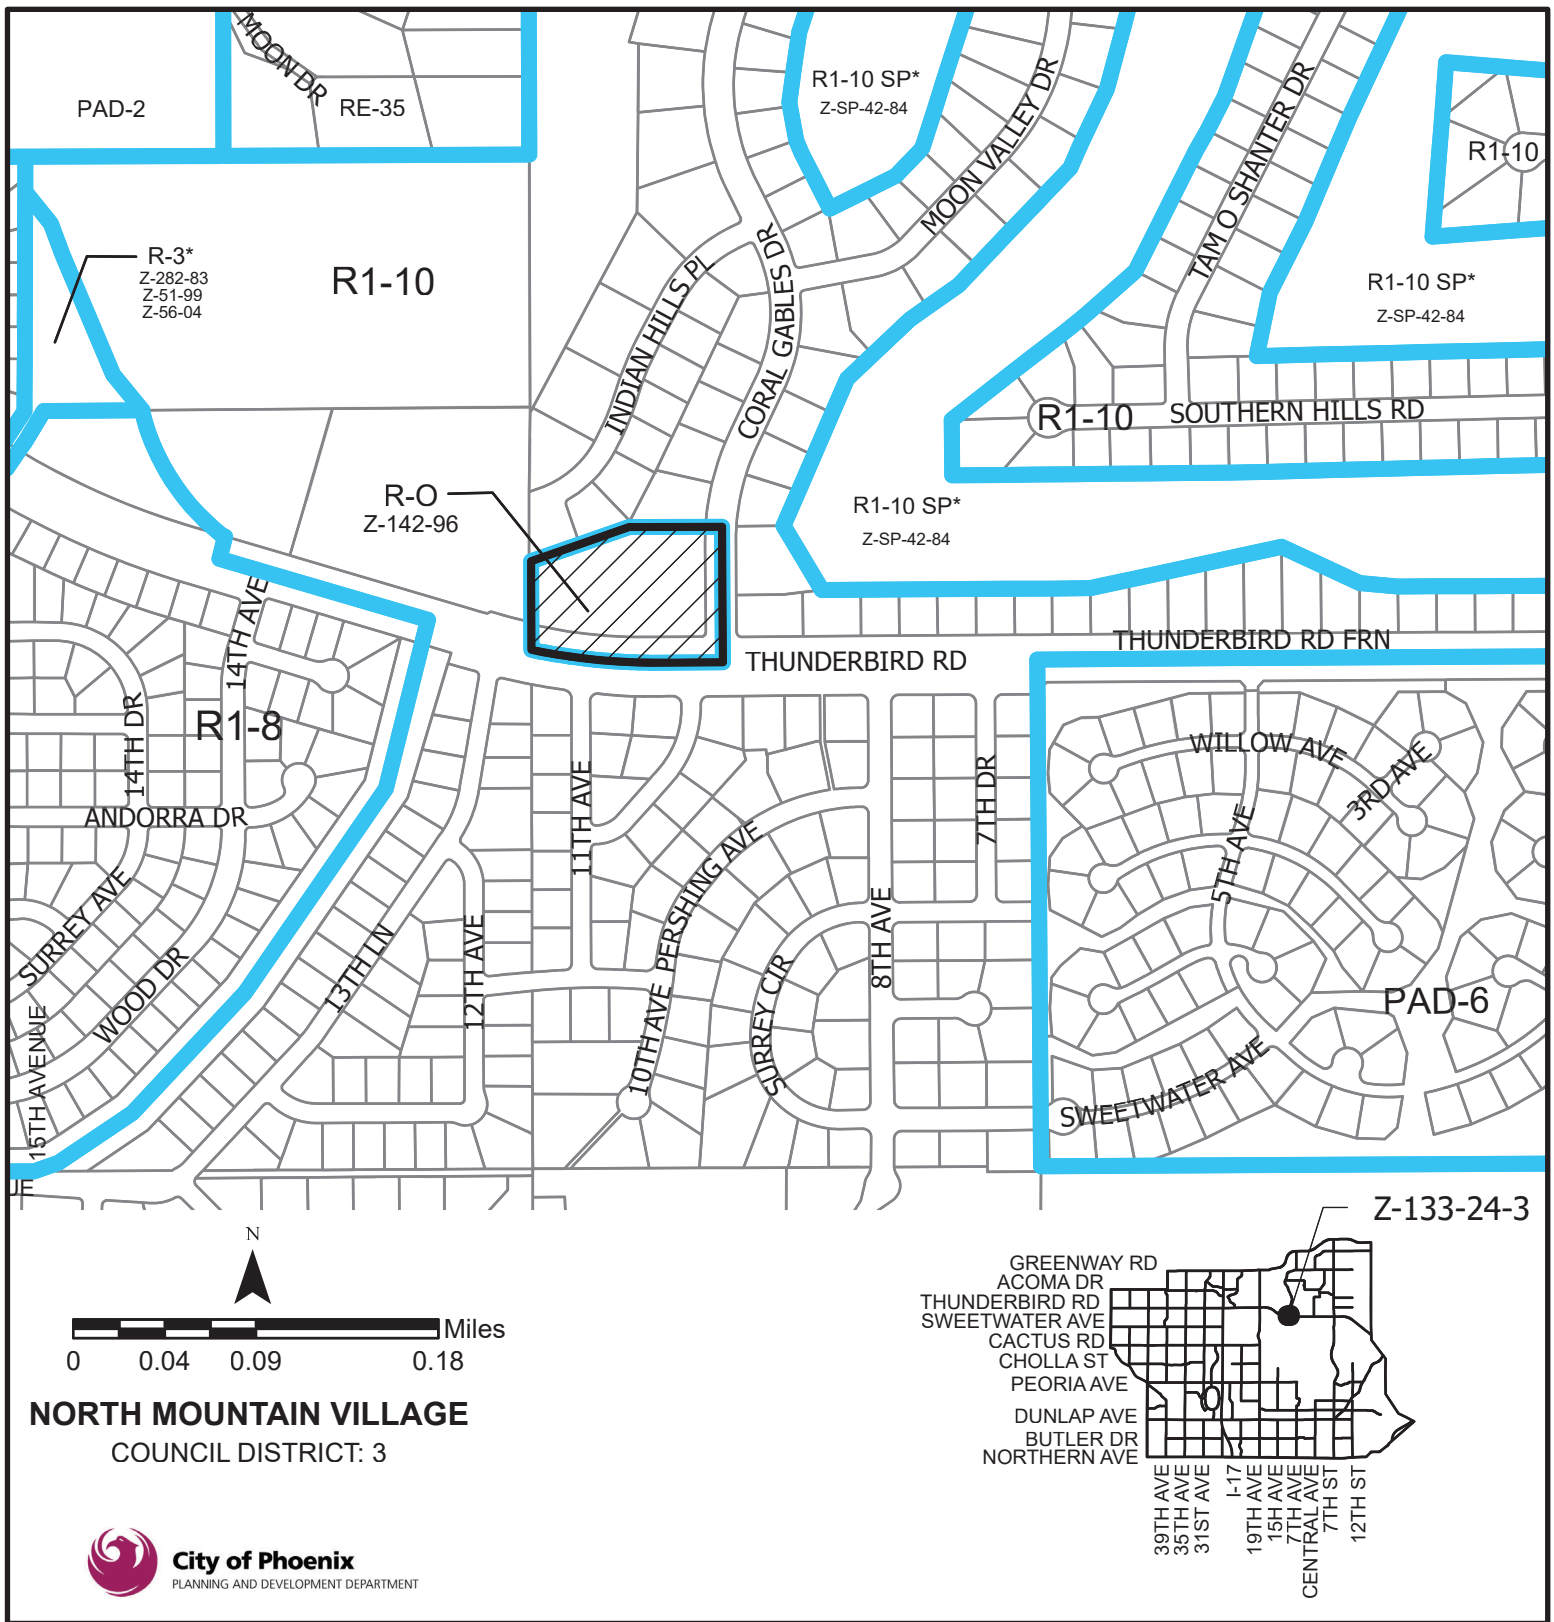 MOON DR
PAD-2
RE-35
R1-10 SP*
Z-SP-42-84
MOON VALLEY DR
TAM O SHANTER DR
R1-10
R-3*
Z-282-83
Z-51-99
Z-56-04
R1-10
INDIAN HILLS PL
CORAL GABLES DR
R1-10 SP*
Z-SP-42-84
R1-10
SOUTHERN HILLS RD
R-O
Z-142-96
R1-10 SP*
Z-SP-42-84
THUNDERBIRD RD
THUNDERBIRD RD FRN
14TH AVE
14TH DR
R1-8
ANDORRA DR
SURREY AVE
WOOD DR
15TH AVENUE
UE
13TH LN
12TH AVE
11TH AVE
10TH AVE
PERSHING AVE
SURREY CIR
8TH AVE
7TH DR
WILLOW AVE
3RD AVE
5TH AVE
PAD-6
SWEETWATER AVE
Z-133-24-3
N
Miles
0 0.04 0.09 0.18
NORTH MOUNTAIN VILLAGE
COUNCIL DISTRICT: 3
GREENWAY RD
ACOMA DR
THUNDERBIRD RD
SWEETWATER AVE
CACTUS RD
CHOLLA ST
PEORIA AVE
DUNLAP AVE
BUTLER DR
NORTHERN AVE
39TH AVE
35TH AVE
31ST AVE
I-17
19TH AVE
15H AVE
7TH AVE
CENTRAL AVE
7TH ST
12TH ST
City of Phoenix
PLANNING AND DEVELOPMENT DEPARTMENT